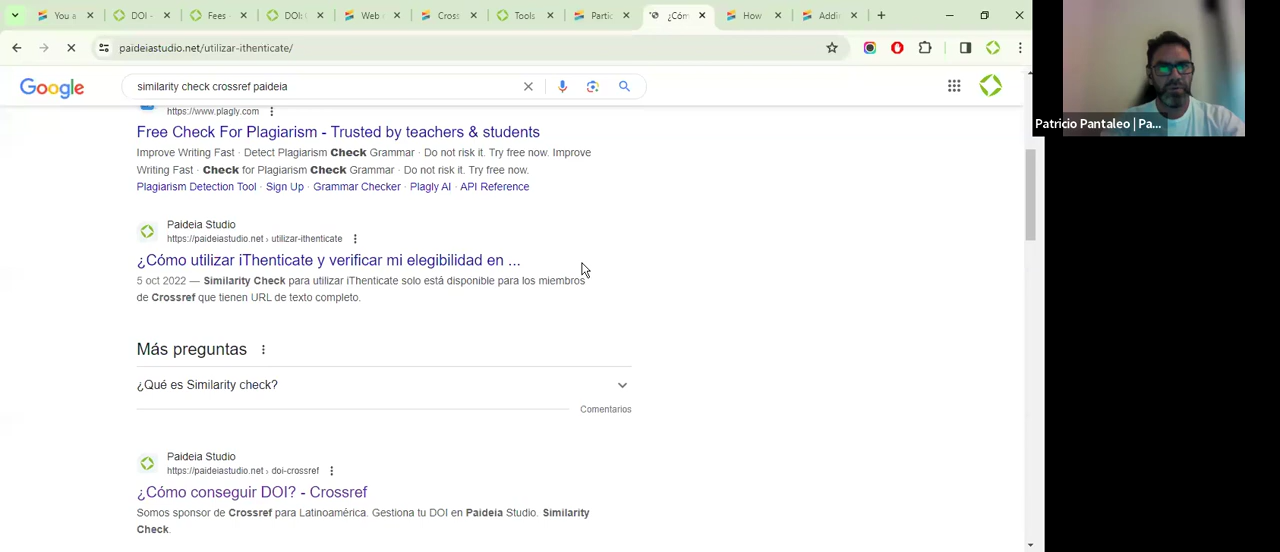 You a
DOI -
Fees -
DOI: 
Web 
Cross
Tools
Partic
¿Cóm
How
Addi
paideiastudio.net/utilizar-ithenticate/
Google
similarity check crossref paideia
Patricio Pantaleo | Pa...
https://www.plagly.com
Free Check For Plagiarism - Trusted by teachers & students
Improve Writing Fast · Detect Plagiarism Check Grammar · Do not risk it. Try free now. Improve
Writing Fast · Check for Plagiarism Check Grammar · Do not risk it. Try free now.
Plagiarism Detection Tool · Sign Up · Grammar Checker · Plagly AI · API Reference
Paideia Studio
https://paideiastudio.net › utilizar-ithenticate
¿Cómo utilizar iThenticate y verificar mi elegibilidad en ...
5 oct 2022 — Similarity Check para utilizar iThenticate solo está disponible para los miembros
de Crossref que tienen URL de texto completo.
Más preguntas
¿Qué es Similarity check?
Comentarios
Paideia Studio
https://paideiastudio.net › doi-crossref
¿Cómo conseguir DOI? - Crossref
Somos sponsor de Crossref para Latinoamérica. Gestiona tu DOI en Paideia Studio. Similarity
Check.